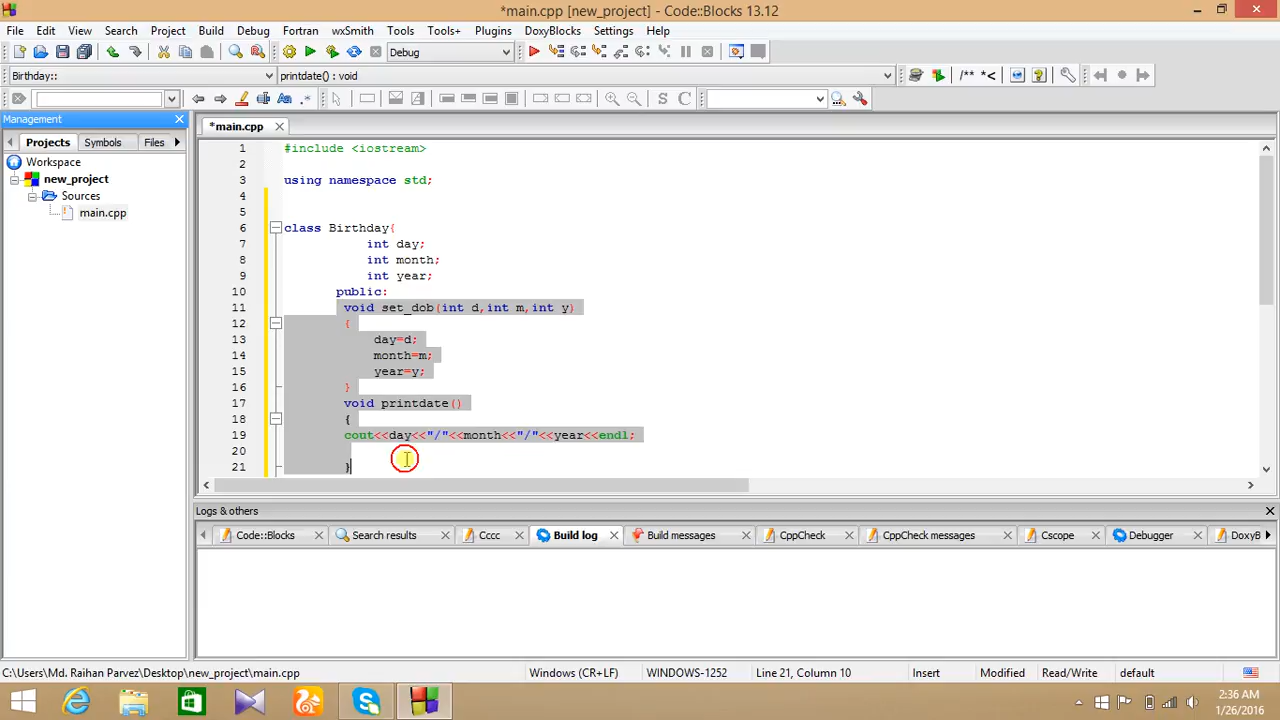 *main.cpp [new_project] - Code::Blocks 13.12
File Edit View Search Project Build Debug Fortran wxSmith Tools Tools+ Plugins DoxyBlocks Settings Help
Debug
Birthday:: printdate() : void
/** *<
S C
Management
Projects Symbols Files
*main.cpp
Workspace
new_project
Sources
main.cpp
1 #include <iostream>
2
3 using namespace std;
4
5
6 class Birthday{
7 int day;
8 int month;
9 int year;
10 public:
11 void set_dob(int d,int m,int y)
12 {
13 day=d;
14 month=m;
15 year=y;
16 }
17 void printdate()
18 {
19 cout<<day<<"/"<<month<<"/"<<year<<endl;
20
21 }
Logs & others
Code::Blocks Search results Cccc Build log Build messages CppCheck CppCheck messages Cscope Debugger DoxyB
C:\Users\Md. Raihan Parvez\Desktop\new_project\main.cpp Windows (CR+LF) WINDOWS-1252 Line 21, Column 10 Insert Modified Read/Write default
2:36 AM
1/26/2016